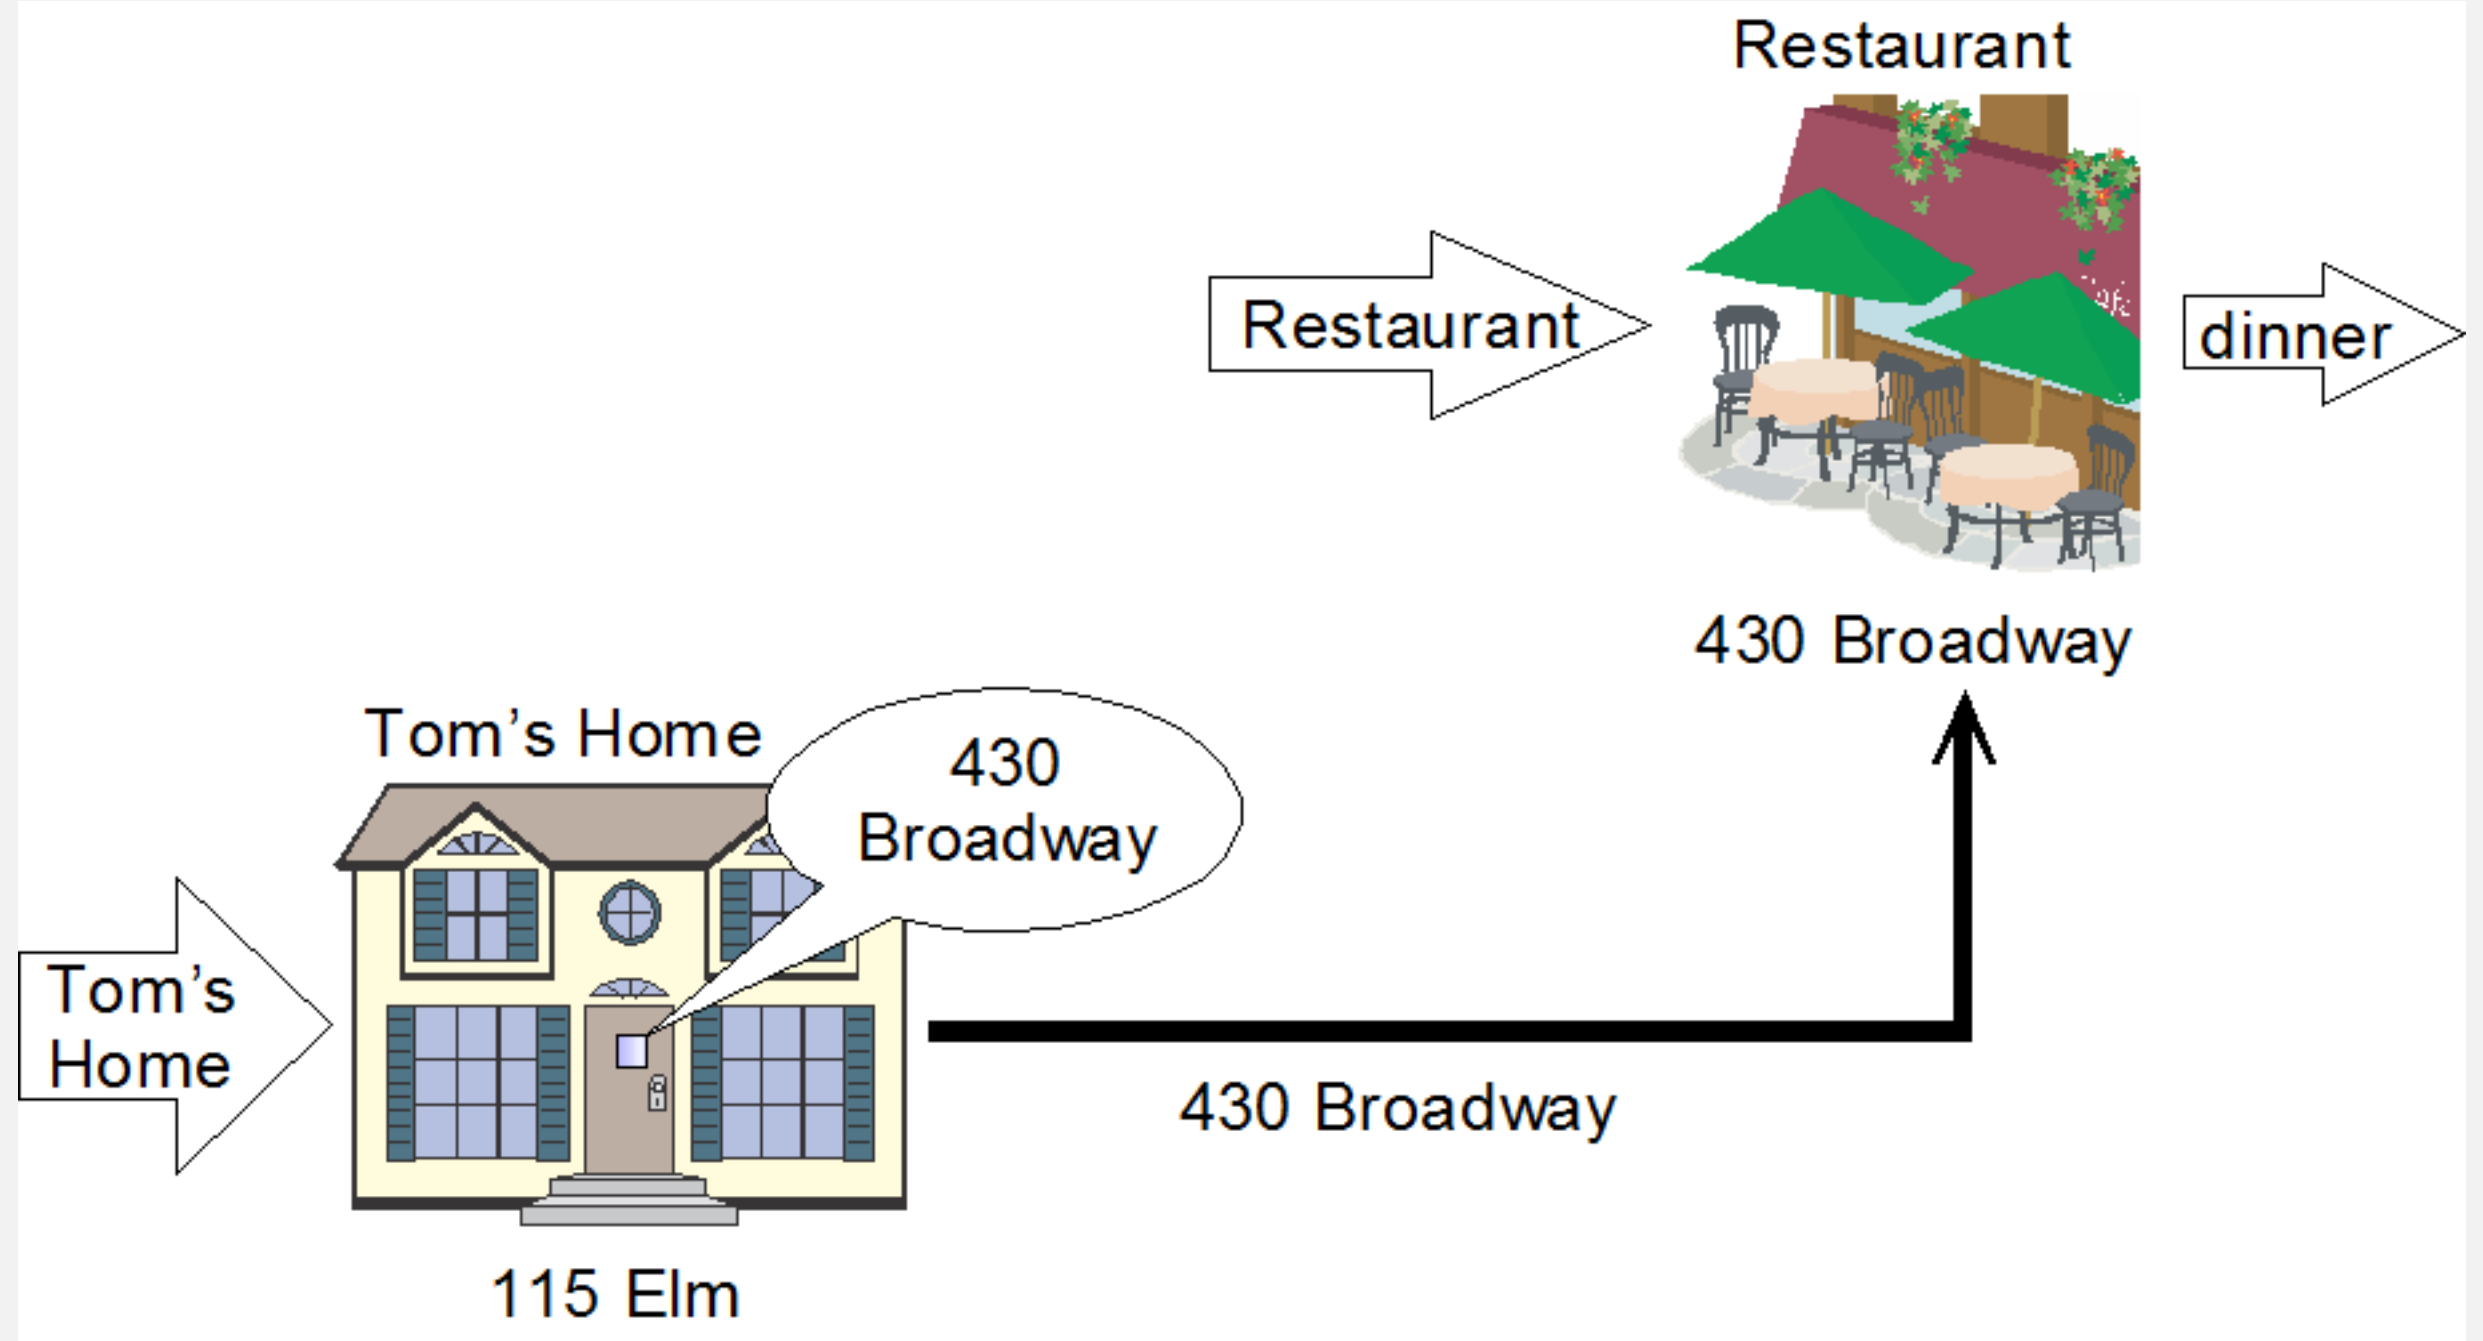 Restaurant
Restaurant
dinner
430 Broadway
Tom's Home
430
Broadway
Tom's
Home
430 Broadway
115 Elm